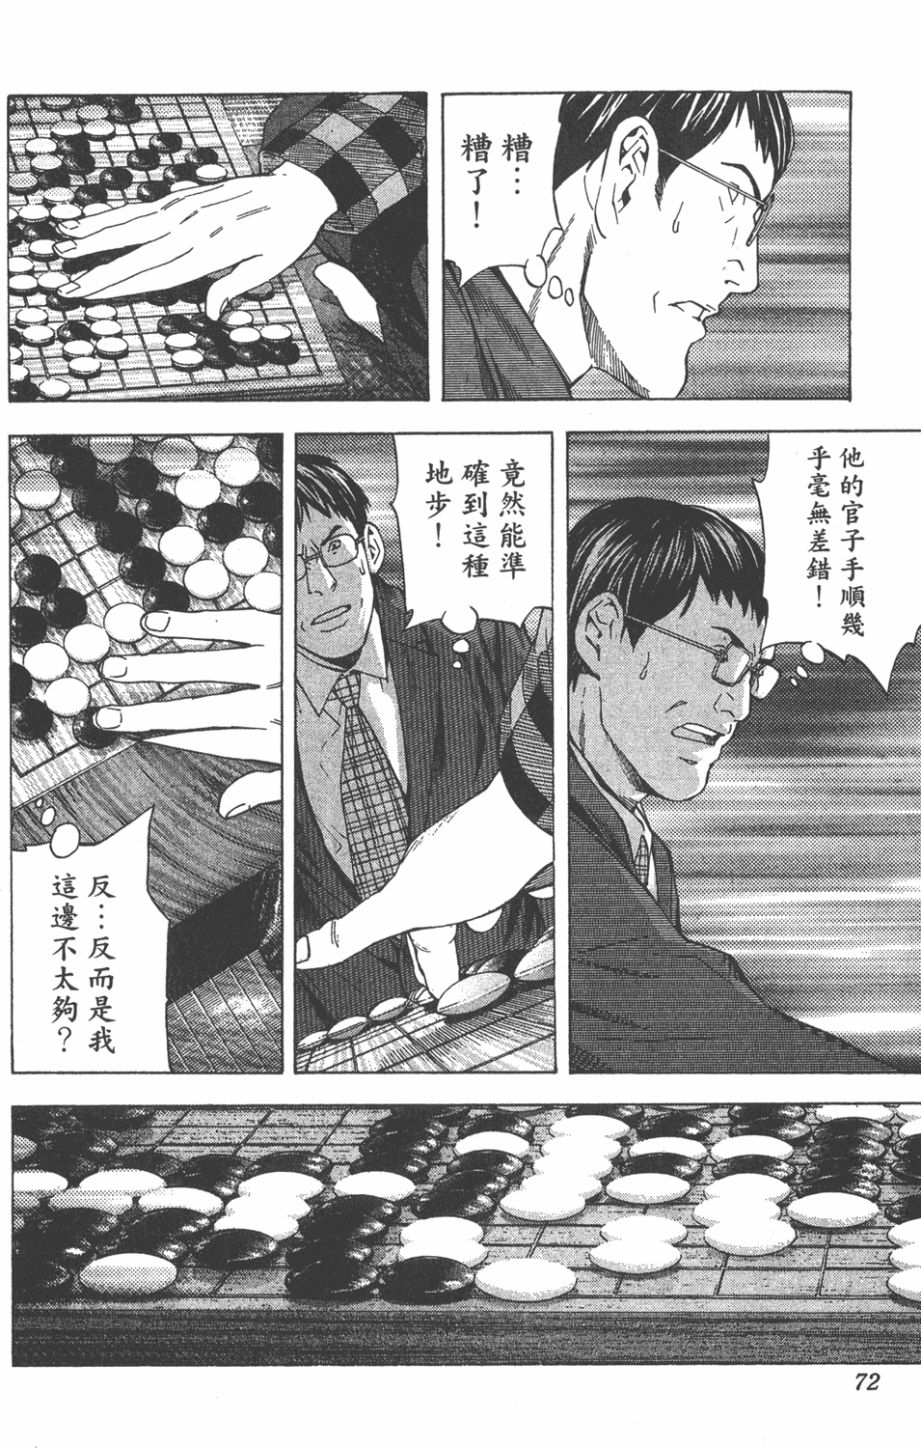 糟…
糟了！
他的官子手順幾
乎毫無差錯！
竟然能準
確到這種
地步！
反…反而是我
這邊不太夠？
72